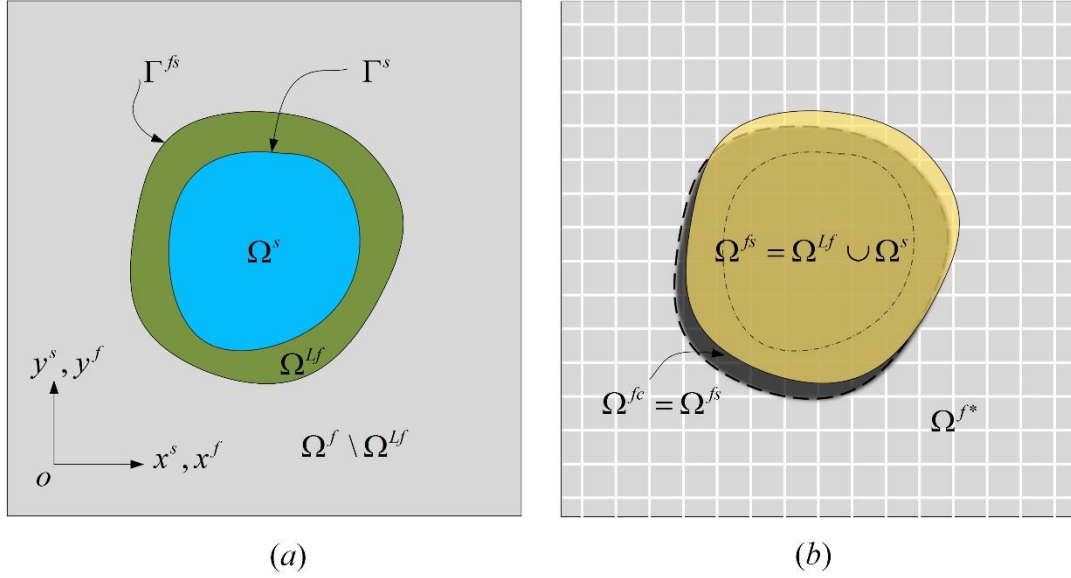 Γ^{fs}
Γ^{s}
Ω^{s}
Ω^{Lf}
y^{s}, y^{f}
x^{s}, x^{f}
o
Ω^{f} \ Ω^{Lf}
(a)
Ω^{fs} = Ω^{Lf} ∪ Ω^{s}
Ω^{fc} = Ω^{fs}
Ω^{f*}
(b)